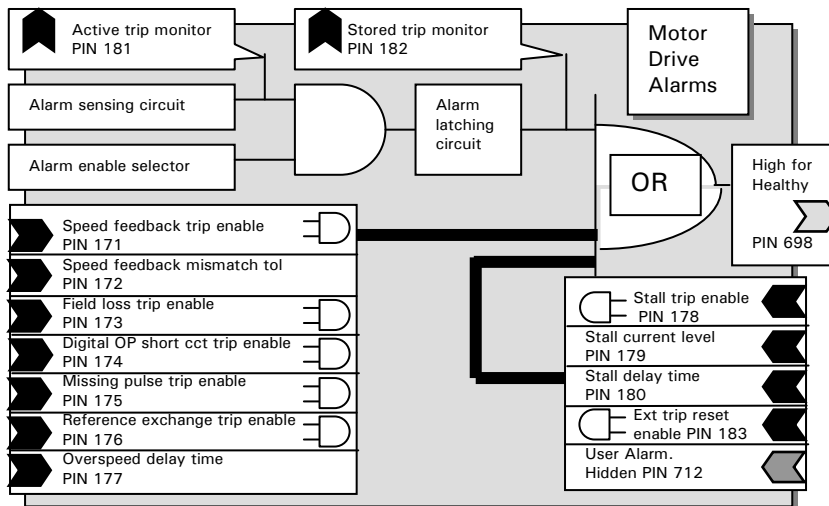 Active trip monitor
PIN 181
Stored trip monitor
PIN 182
Motor
Drive
Alarms
Alarm sensing circuit
Alarm
latching
circuit
Alarm enable selector
OR
High for
Healthy
PIN 698
Speed feedback trip enable
PIN 171
Speed feedback mismatch tol
PIN 172
Field loss trip enable
PIN 173
Digital OP short cct trip enable
PIN 174
Missing pulse trip enable
PIN 175
Reference exchange trip enable
PIN 176
Overspeed delay time
PIN 177
Stall trip enable
PIN 178
Stall current level
PIN 179
Stall delay time
PIN 180
Ext trip reset
enable PIN 183
User Alarm.
Hidden PIN 712